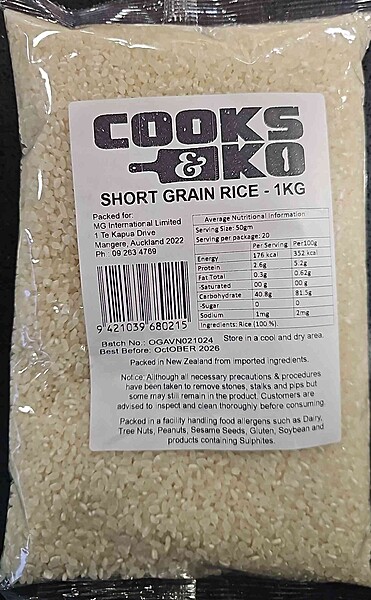 COOKS
& KO
SHORT GRAIN RICE - 1KG
Packed for:
MG International Limited
1 Te Kapua Drive
Mangere, Auckland 2022
Ph : 09 263 4769
9 421039 680215
Average Nutritional Information
Serving Size: 50gm
Serving per package: 20
Per Serving Per100g
Energy 176 kcal 352 kcal
Protein 2.6g 5.2g
Fat Total 0.3g 0.62g
-Saturated 00 g 00 g
Carbohydrate 40.8g 81.5g
-Sugar 0 0
Sodium 1mg 2mg
Ingredients: Rice (100 %).
Batch No.: OGAVN021024
Best Before: OctOBER 2026
Store in a cool and dry area.
Packed in New Zealand from imported ingredients.
Notice: Although all necessary precautions & procedures
have been taken to remove stones, stalks and pips but
some may still remain in the product. Customers are
advised to inspect and clean thoroughly before consuming.
Packed in a facility handling food allergens such as Dairy,
Tree Nuts, Peanuts, Sesame Seeds, Gluten, Soybean and
products containing Sulphites.